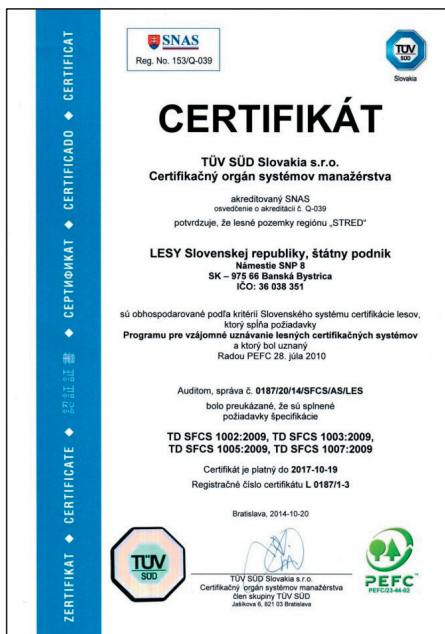 SNAS
Reg. No. 153/Q-039
TÜV
SÜD
Slovakia
CERTIFIKÁT
TÜV SÜD Slovakia s.r.o.
Certifikačný orgán systémov manažérstva
akreditovaný SNAS
osvedčenie o akreditácii č. Q-039
potvrdzuje, že lesné pozemky regiónu „STRED"
LESY Slovenskej republiky, štátny podnik
Námestie SNP 8
SK – 975 66 Banská Bystrica
IČO: 36 038 351
sú obhospodarované podľa kritérií Slovenského systému certifikácie lesov,
ktorý spĺňa požiadavky
Programu pre vzájomné uznávanie lesných certifikačných systémov
a ktorý bol uznaný
Radou PEFC 28. júla 2010
Auditom, správa č. 0187/20/14/SFCS/AS/LES
bolo preukázané, že sú splnené
požiadavky špecifikácie
TD SFCS 1002:2009, TD SFCS 1003:2009,
TD SFCS 1005:2009, TD SFCS 1007:2009
Certifikát je platný do 2017-10-19
Registračné číslo certifikátu L 0187/1-3
Bratislava, 2014-10-20
TÜV
SÜD
TÜV SÜD Slovakia s.r.o.
Certifikačný orgán systémov manažérstva
člen skupiny TÜV SÜD
Jašíkova 6, 821 03 Bratislava
PEFC
PEFC/23-44-02
ZERTIFIKAT ◆ CERTIFICATE ◆ 認証証書 ◆ СЕРТИФИКАТ ◆ CERTIFICADO ◆ CERTIFICAT